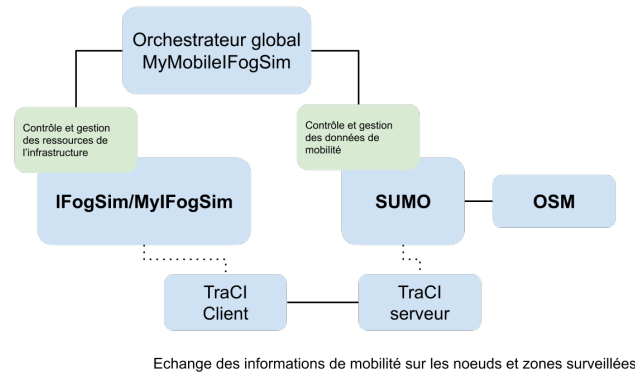 Orchestrateur global
MyMobileIFogSim
Contrôle et gestion
des ressources de
l'infrastructure
Contrôle et gestion
des données de
mobilité
IFogSim/MyIFogSim
SUMO
OSM
TraCI
Client
TraCI
serveur
Echange des informations de mobilité sur les noeuds et zones surveillées